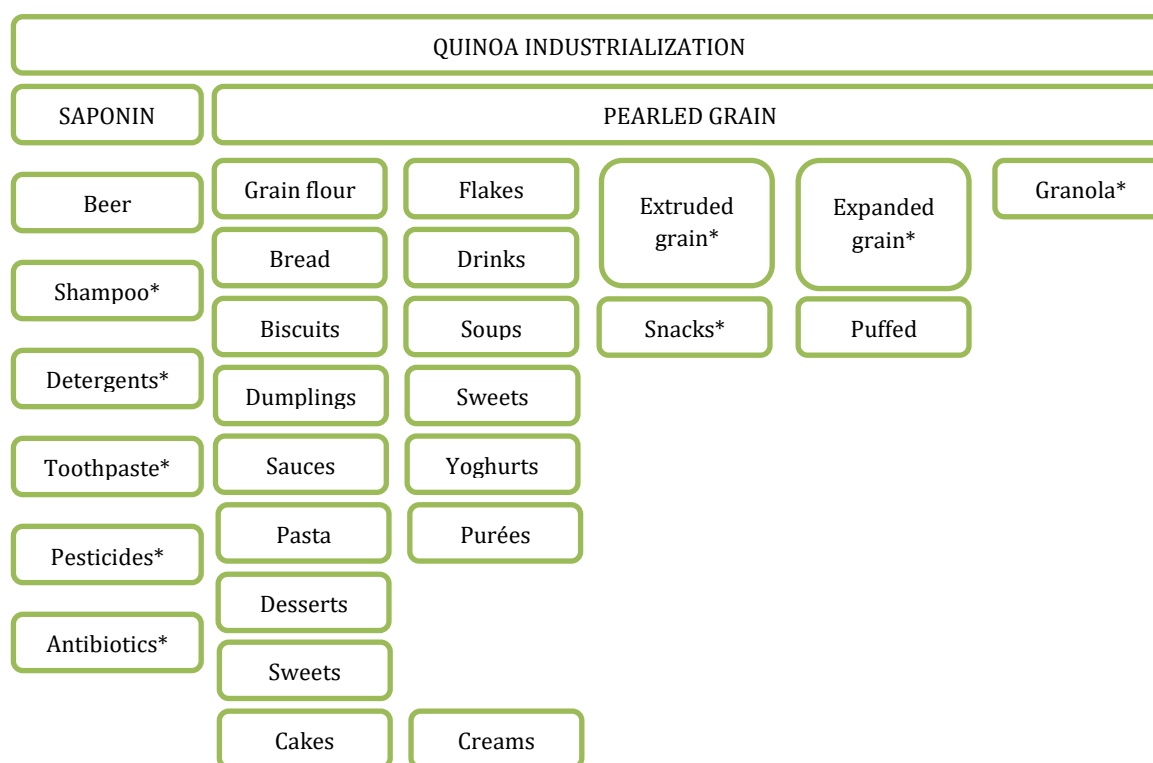 QUINOA INDUSTRIALIZATION
SAPONIN
PEARLED GRAIN
Beer
Shampoo*
Detergents*
Toothpaste*
Pesticides*
Antibiotics*
Grain flour
Bread
Biscuits
Dumplings
Sauces
Pasta
Desserts
Sweets
Cakes
Flakes
Drinks
Soups
Sweets
Yoghurts
Purées
Creams
Extruded
grain*
Snacks*
Expanded
grain*
Puffed
Granola*